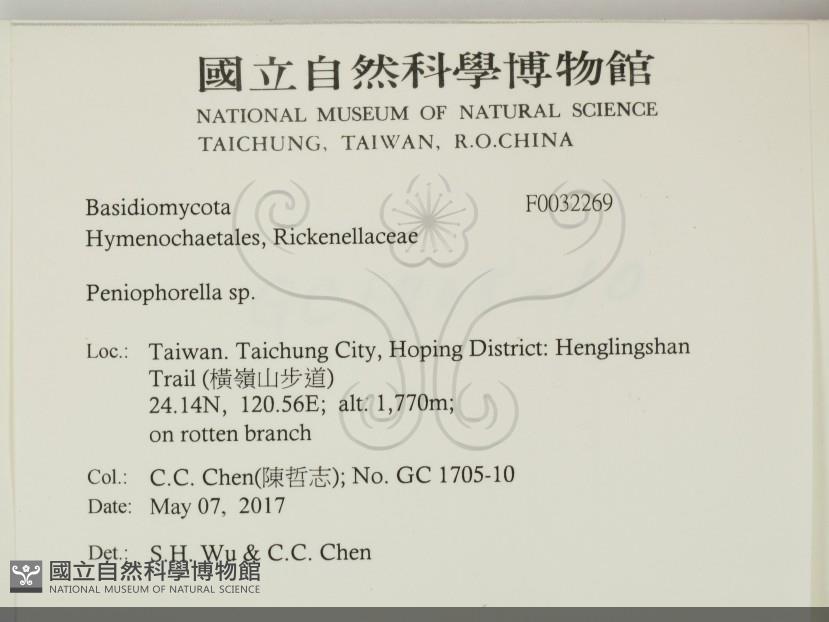 國立自然科學博物館
NATIONAL MUSEUM OF NATURAL SCIENCE
TAICHUNG, TAIWAN, R.O.CHINA
Basidiomycota F0032269
Hymenochaetales, Rickenellaceae
Peniophorella sp.
Loc.: Taiwan. Taichung City, Hoping District: Henglingshan
Trail (橫嶺山步道)
24.14N, 120.56E; alt. 1,770m;
on rotten branch
Col.: C.C. Chen(陳哲志); No. GC 1705-10
Date: May 07, 2017
Det.: S.H. Wu & C.C. Chen
國立自然科學博物館
NATIONAL MUSEUM OF NATURAL SCIENCE